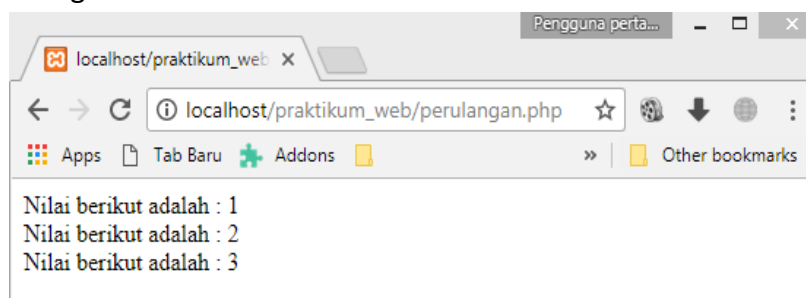 Pengguna perta...
localhost/praktikum_web
localhost/praktikum_web/perulangan.php
Apps Tab Baru Addons » Other bookmarks
Nilai berikut adalah : 1
Nilai berikut adalah : 2
Nilai berikut adalah : 3